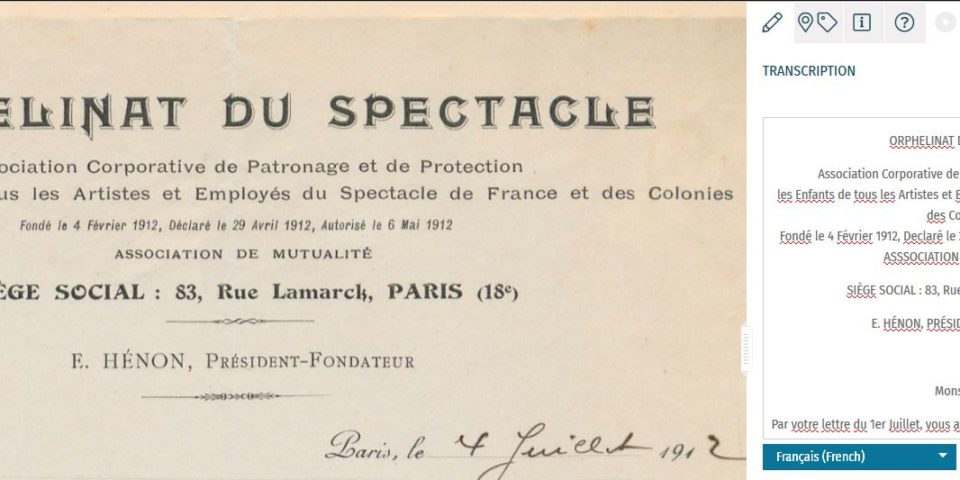 ELINAT DU SPECTACLE
ociation Corporative de Patronage et de Protection
us les Artistes et Employés du Spectacle de France et des Colonies
Fondé le 4 Février 1912, Déclaré le 29 Avril 1912, Autorisé le 6 Mai 1912
ASSOCIATION DE MUTUALITÉ
ÈGE SOCIAL : 83, Rue Lamarck, PARIS (18e)
E. HÉNON, PRÉSIDENT-FONDATEUR
Paris, le 4 Juillet 1912
TRANSCRIPTION
ORPHELINAT D
Association Corporative de
les Enfants de tous les Artistes et E
des Co
Fondé le 4 Février 1912, Declaré le
ASSSOCIATION
SIÈGE SOCIAL : 83, Rue
E. HÉNON, PRÉSID
Mons
Par votre lettre du 1er Juillet, vous a
Français (French)